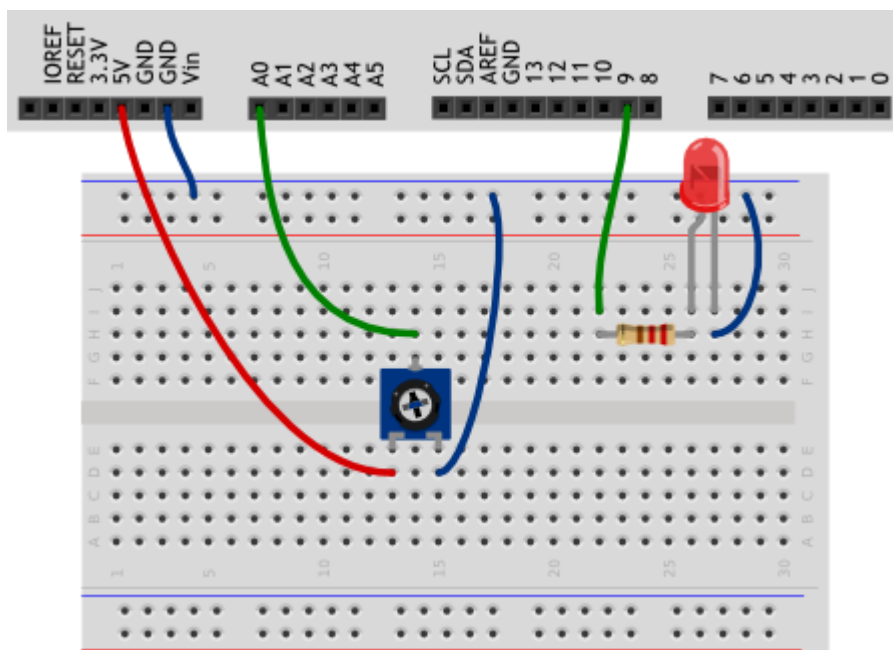 IOREF
RESET
3.3V
5V
GND
GND
Vin
A0
A1
A2
A3
A4
A5
SCL
SDA
AREF
GND
13
12
11
10
9
8
7
6
5
4
3
2
1
0
1 5 10 15 20 25 30
J J
I I
H H
G G
F F
E E
D D
C C
B B
A A
1 5 10 15 20 25 30